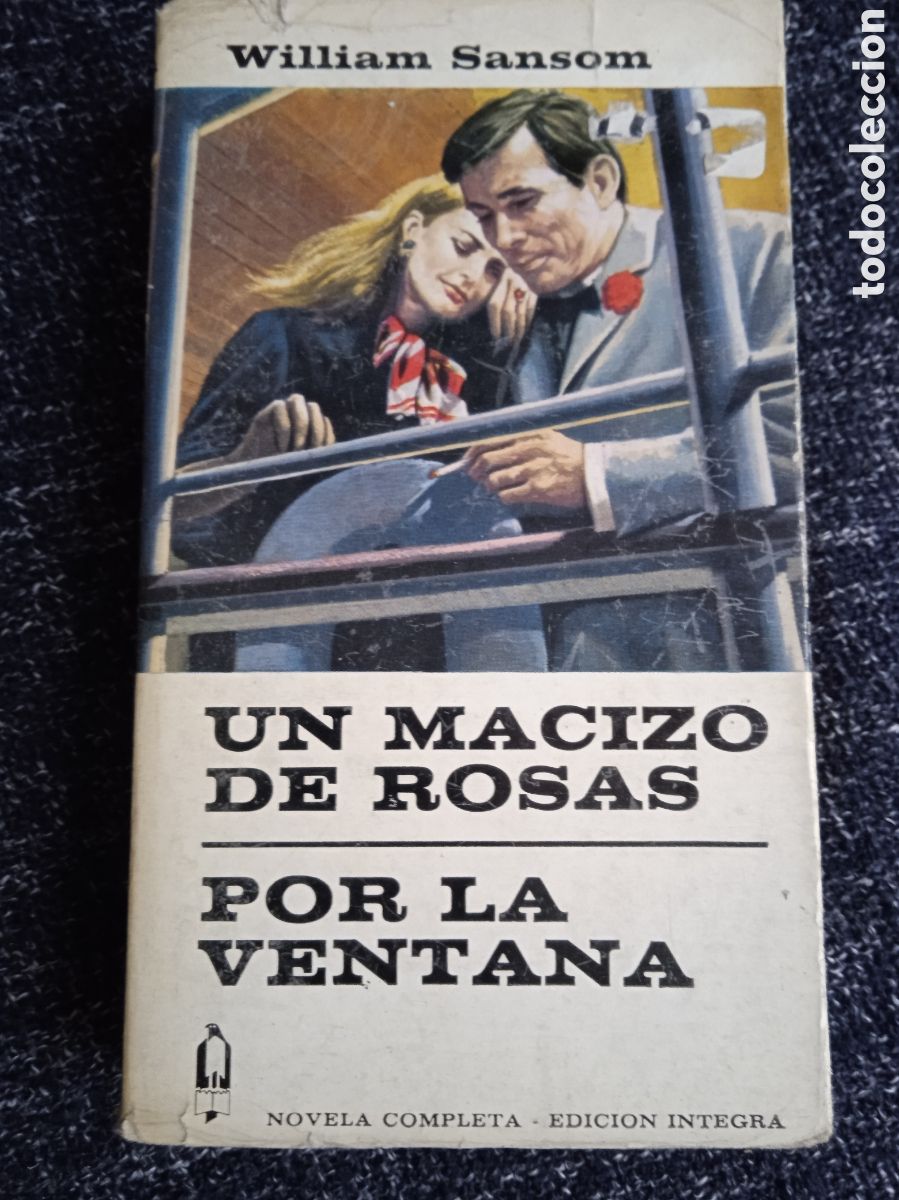 William Sansom
todocoleccion
UN MACIZO
DE ROSAS
POR LA
VENTANA
NOVELA COMPLETA - EDICION INTEGRA